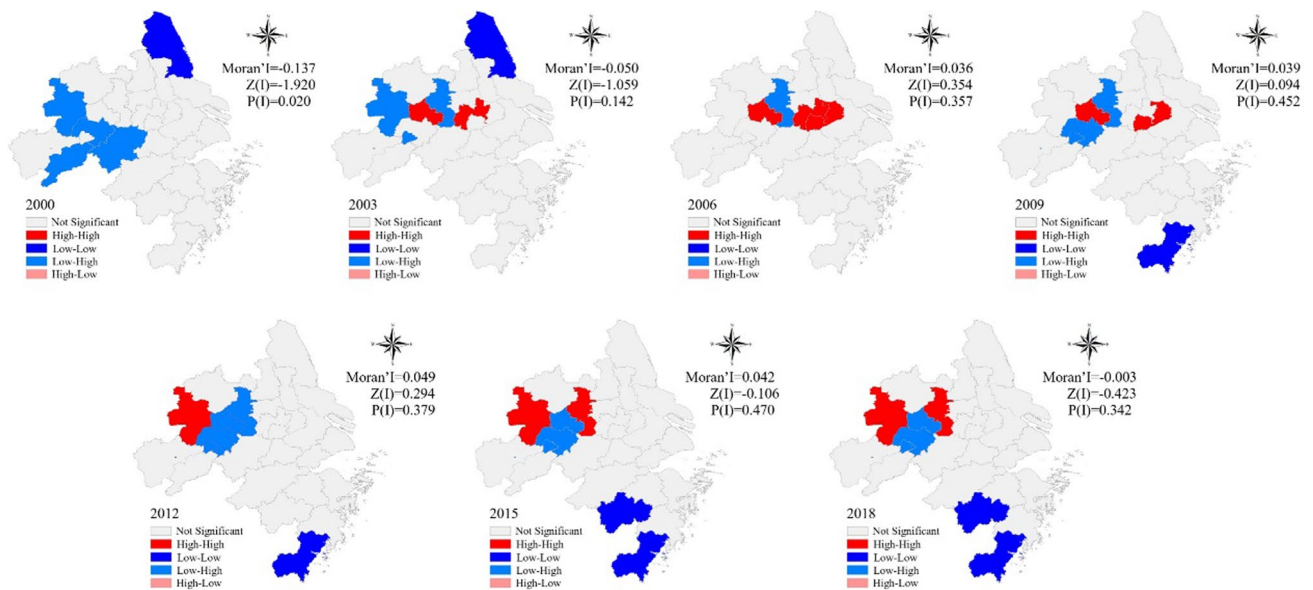 Moran'I=-0.137
Z(I)=-1.920
P(I)=0.020
2000
Not Significant
High-High
Low-Low
Low-High
High-Low
Moran'I=-0.050
Z(I)=-1.059
P(I)=0.142
2003
Not Significant
High-High
Low-Low
Low-High
High-Low
Moran'I=0.036
Z(I)=0.354
P(I)=0.357
2006
Not Significant
High-High
Low-Low
Low-High
High-Low
Moran'I=0.039
Z(I)=0.094
P(I)=0.452
2009
Not Significant
High-High
Low-Low
Low-High
High-Low
Moran'I=0.049
Z(I)=0.294
P(I)=0.379
2012
Not Significant
High-High
Low-Low
Low-High
High-Low
Moran'I=0.042
Z(I)=-0.106
P(I)=0.470
2015
Not Significant
High-High
Low-Low
Low-High
High-Low
Moran'I=-0.003
Z(I)=-0.423
P(I)=0.342
2018
Not Significant
High-High
Low-Low
Low-High
High-Low